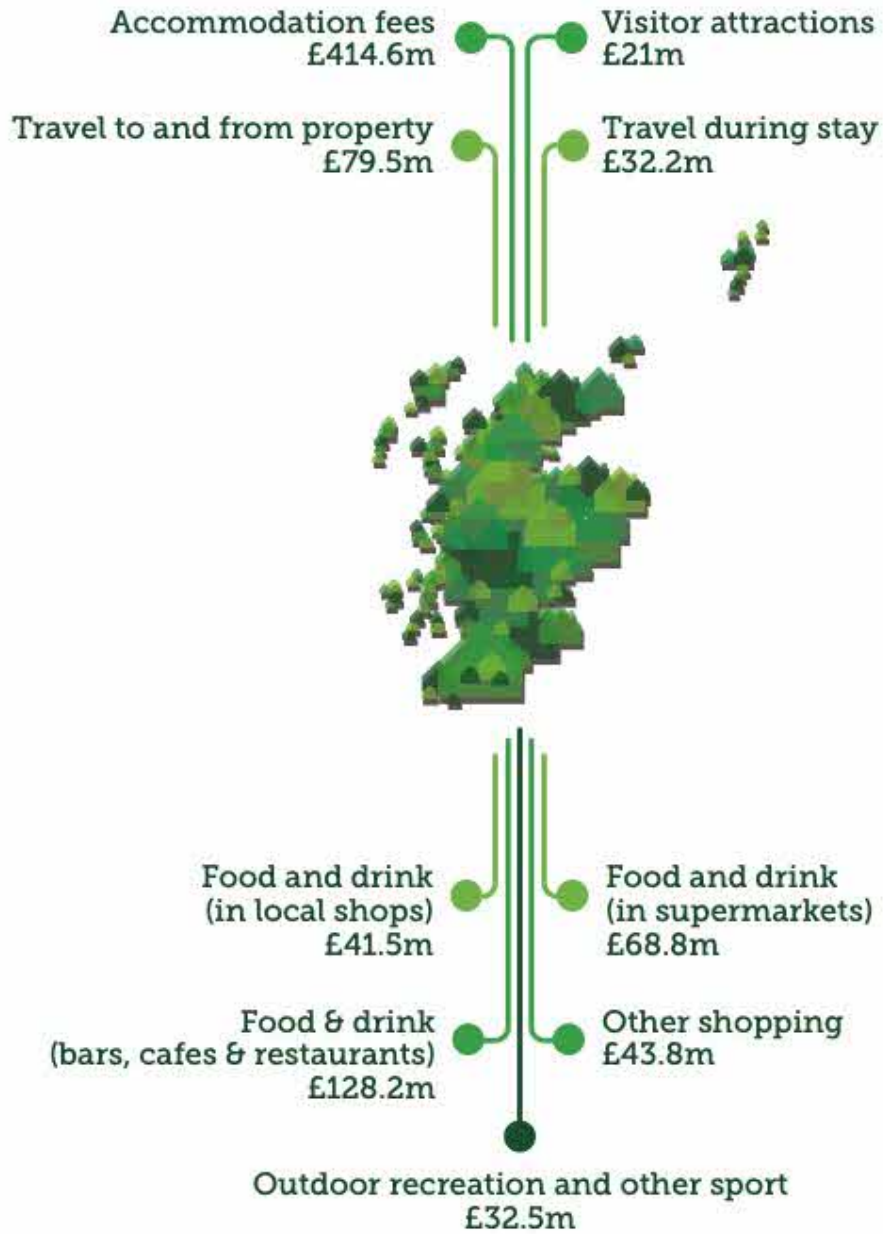 Accommodation fees
£414.6m
Visitor attractions
£21m
Travel to and from property
£79.5m
Travel during stay
£32.2m
Food and drink
(in local shops)
£41.5m
Food and drink
(in supermarkets)
£68.8m
Food & drink
(bars, cafes & restaurants)
£128.2m
Other shopping
£43.8m
Outdoor recreation and other sport
£32.5m